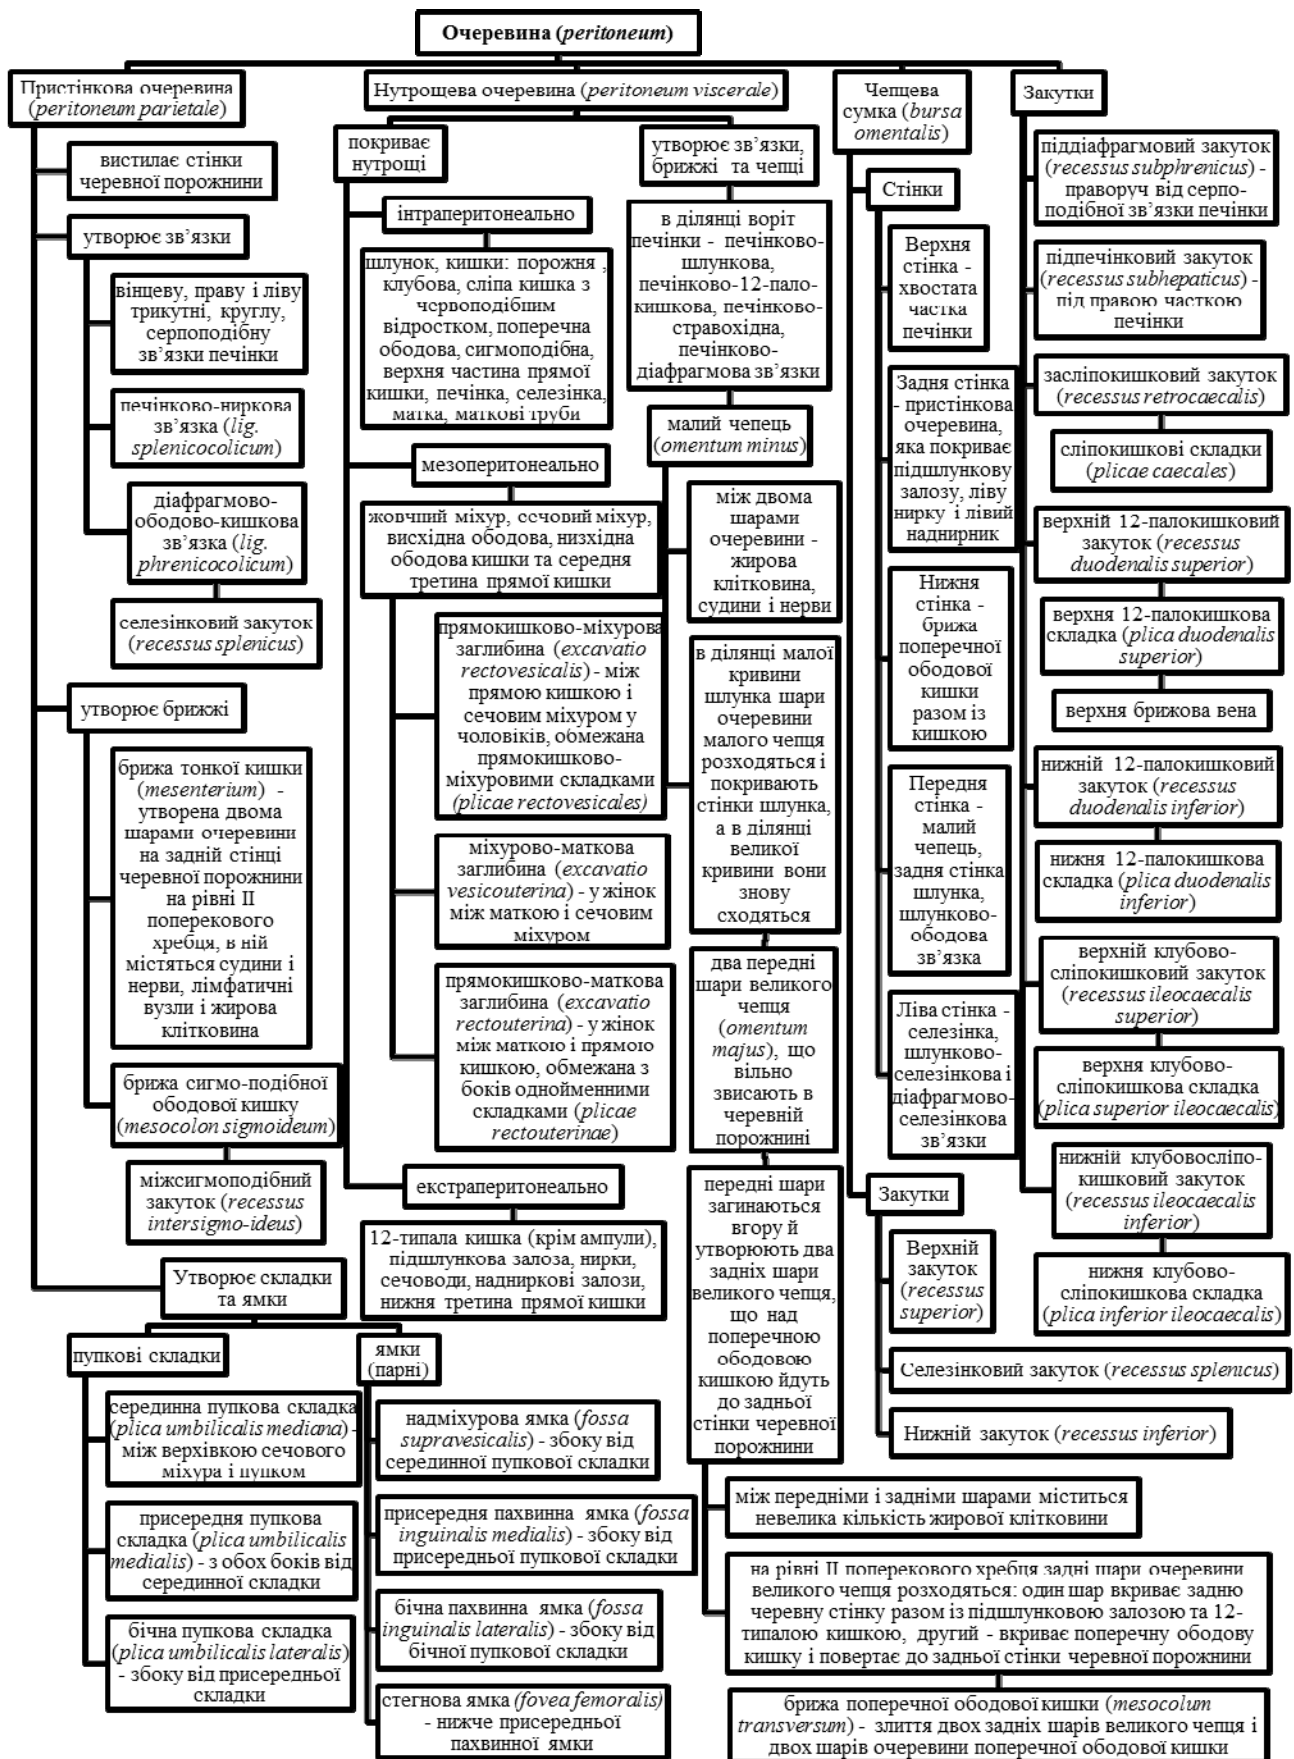 Очеревина (peritoneum)
Пристінкова очеревина
(peritoneum parietale)
вистилає стінки
черевної порожнини
утворює зв’язки
вінцеву, праву і ліву
трикутні, круглу,
серпоподібну
зв’язки печінки
печінково-ниркова
зв’язка (lig.
splenicocolicum)
діафрагмово-
ободово-кишкова
зв’язка (lig.
phrenicocolicum)
селезінковий закуток
(recessus splenicus)
утворює брижі
брижа тонкої кишки
(mesenterium) -
утворена двома
шарами очеревини
на задній стінці
черевної порожнини
на рівні ІІ
поперекового
хребця, в ній
містяться судини і
нерви, лімфатичні
вузли і жирова
клітковина
брижа сигмо-подібної
ободової кишку
(mesocolon sigmoideum)
міжсигмоподібний
закуток (recessus
intersigmo-ideus)
Утворює складки
та ямки
пупкові складки
серединна пупкова складка
(plica umbilicalis mediana) -
між верхівкою сечового
міхура і пупком
присередня пупкова
складка (plica umbilicalis
medialis) - з обох боків від
серединної складки
бічна пупкова складка
(plica umbilicalis lateralis)
- збоку від присередньої
складки
ямки
(парні)
надміхурова ямка (fossa
supravesicalis) - збоку від
серединної пупкової складки
присередня пахвинна ямка (fossa
inguinalis medialis) - збоку від
присередньої пупкової складки
бічна пахвинна ямка (fossa
inguinalis lateralis) - збоку від
бічної пупкової складки
стегнова ямка (fovea femoralis)
- нижче присередньої
пахвинної ямки
Нутрощева очеревина (peritoneum viscerale)
покриває
нутрощі
інтраперитонеально
шлунок, кишки: порожня ,
клубова, сліпа кишка з
червоподібним
відростком, поперечна
ободова, сигмоподібна,
верхня частина прямої
кишки, печінка, селезінка,
матка, маткові труби
мезоперитонеально
жовчний міхур, сечовий міхур,
висхідна ободова, низхідна
ободова кишки та середня
третина прямої кишки
прямокишково-міхурова
заглибина (excavatio
rectovesicalis) - між
прямою кишкою і
сечовим міхуром у
чоловіків, обмежана
прямокишково-
міхуровими складками
(plicae rectovesicales)
міхурово-маткова
заглибина (excavatio
vesicouterina) - у жінок
між маткою і сечовим
міхуром
прямокишково-маткова
заглибина (excavatio
rectouterina) - у жінок
між маткою і прямою
кишкою, обмежана з
боків однойменними
складками (plicae
rectouterinae)
екстраперитонеально
12-типала кишка (крім ампули),
підшлункова залоза, нирки,
сечоводи, надниркові залози,
нижня третина прямої кишки
утворює зв’язки,
брижжі та чепці
в ділянці воріт
печінки - печінково-
шлункова,
печінково-12-пало-
кишкова, печінково-
стравохідна,
печінково-
діафрагмова зв’язки
малий чепець
(omentum minus)
між двома
шарами
очеревини -
жирова
клітковина,
судини і нерви
в ділянці малої
кривини
шлунка шари
очеревини
малого чепця
розходяться і
покривають
стінки шлунка,
а в ділянці
великої
кривини вони
знову
сходяться
два передні
шари великого
чепця
(omentum
majus), що
вільно
звисають в
черевній
порожнині
передні шари
загинаються
вгору й
утворюють два
задніх шари
великого чепця,
що над
поперечною
ободовою
кишкою йдуть
до задньої
стінки черевної
порожнини
між передніми і задніми шарами міститься
невелика кількість жирової клітковини
на рівні ІІ поперекового хребця задні шари очеревини
великого чепця розходяться: один шар вкриває задню
черевну стінку разом із підшлунковою залозою та 12-
типалою кишкою, другий - вкриває поперечну ободову
кишку і повертає до задньої стінки черевної порожнини
брижа поперечної ободової кишки (mesocolum
transversum) - злиття двох задніх шарів великого чепця і
двох шарів очеревини поперечної ободової кишки
Чепцева
сумка (bursa
omentalis)
Стінки
Верхня
стінка -
хвостата
частка
печінки
Задня стінка
- пристінкова
очеревина,
яка покриває
підшлункову
залозу, ліву
нирку і лівий
наднирник
Нижня
стінка -
брижа
поперечної
ободової
кишки
разом із
кишкою
Передня
стінка -
малий
чепець,
задня стінка
шлунка,
шлунково-
ободова
зв’язка
Ліва стінка -
селезінка,
шлунково-
селезінкова і
діафрагмово-
селезінкова
зв’язки
Закутки
Верхній
закуток
(recessus
superior)
Селезінковий закуток (recessus splenicus)
Нижній закуток (recessus inferior)
Закутки
піддіафрагмовий закуток
(recessus subphrenicus) -
праворуч від серпо-
подібної зв’язки печінки
підпечінковий закуток
(recessus subhepaticus) -
під правою часткою
печінки
засліпокишковий закуток
(recessus retrocaecalis)
сліпокишкові складки
(plicae caecales)
верхній 12-палокишковий
закуток (recessus
duodenalis superior)
верхня 12-палокишкова
складка (plica duodenalis
superior)
верхня брижова вена
нижній 12-палокишковий
закуток (recessus
duodenalis inferior)
нижня 12-палокишкова
складка (plica duodenalis
inferior)
верхній клубово-
сліпокишковий закуток
(recessus ileocaecalis
superior)
верхня клубово-
сліпокишкова складка
(plica superior ileocaecalis)
нижній клубовосліпо-
кишковий закуток
(recessus ileocaecalis
inferior)
нижня клубово-
сліпокишкова складка
(plica inferior ileocaecalis)